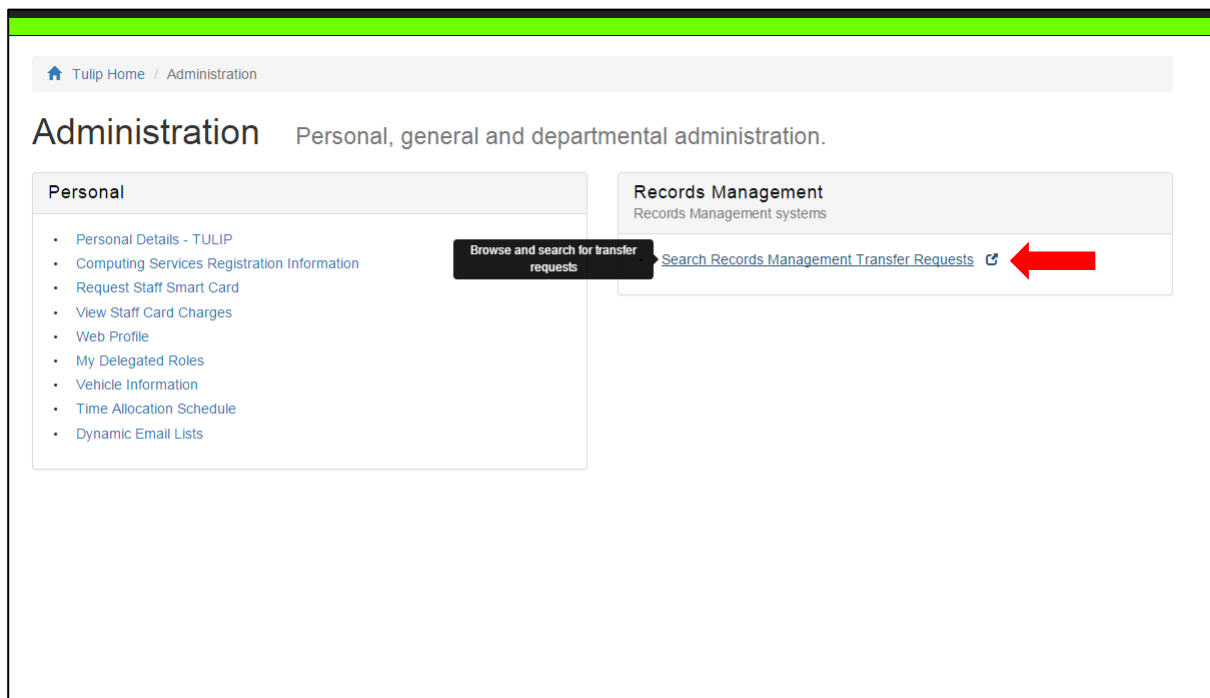 Tulip Home / Administration
Administration Personal, general and departmental administration.
Personal
• Personal Details - TULIP
• Computing Services Registration Information
• Request Staff Smart Card
• View Staff Card Charges
• Web Profile
• My Delegated Roles
• Vehicle Information
• Time Allocation Schedule
• Dynamic Email Lists
Records Management
Records Management systems
Browse and search for transfer
requests
Search Records Management Transfer Requests